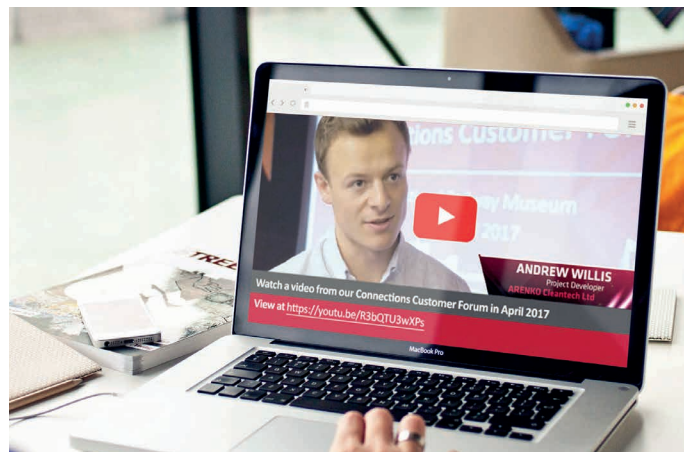 Connections Customer
Museum
2017
ANDREW WILLIS
Project Developer
ARENKO Cleantech Ltd
Watch a video from our Connections Customer Forum in April 2017
View at https://youtu.be/R3bQTU3wXPs
MacBook Pro